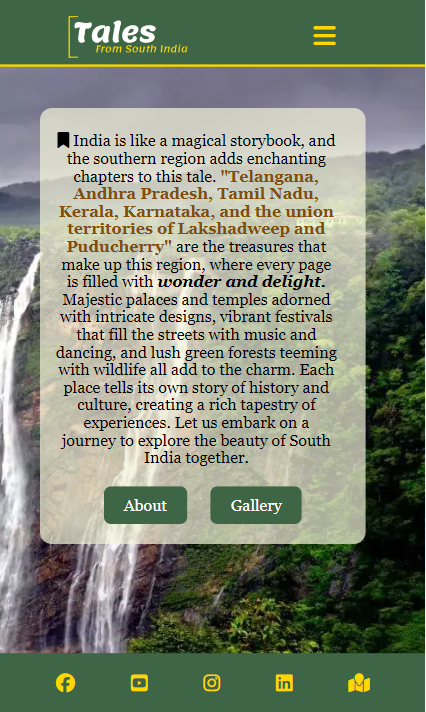 Tales
From South India
India is like a magical storybook, and
the southern region adds enchanting
chapters to this tale. "Telangana,
Andhra Pradesh, Tamil Nadu,
Kerala, Karnataka, and the union
territories of Lakshadweep and
Puducherry" are the treasures that
make up this region, where every page
is filled with wonder and delight.
Majestic palaces and temples adorned
with intricate designs, vibrant festivals
that fill the streets with music and
dancing, and lush green forests teeming
with wildlife all add to the charm. Each
place tells its own story of history and
culture, creating a rich tapestry of
experiences. Let us embark on a
journey to explore the beauty of South
India together.
About
Gallery